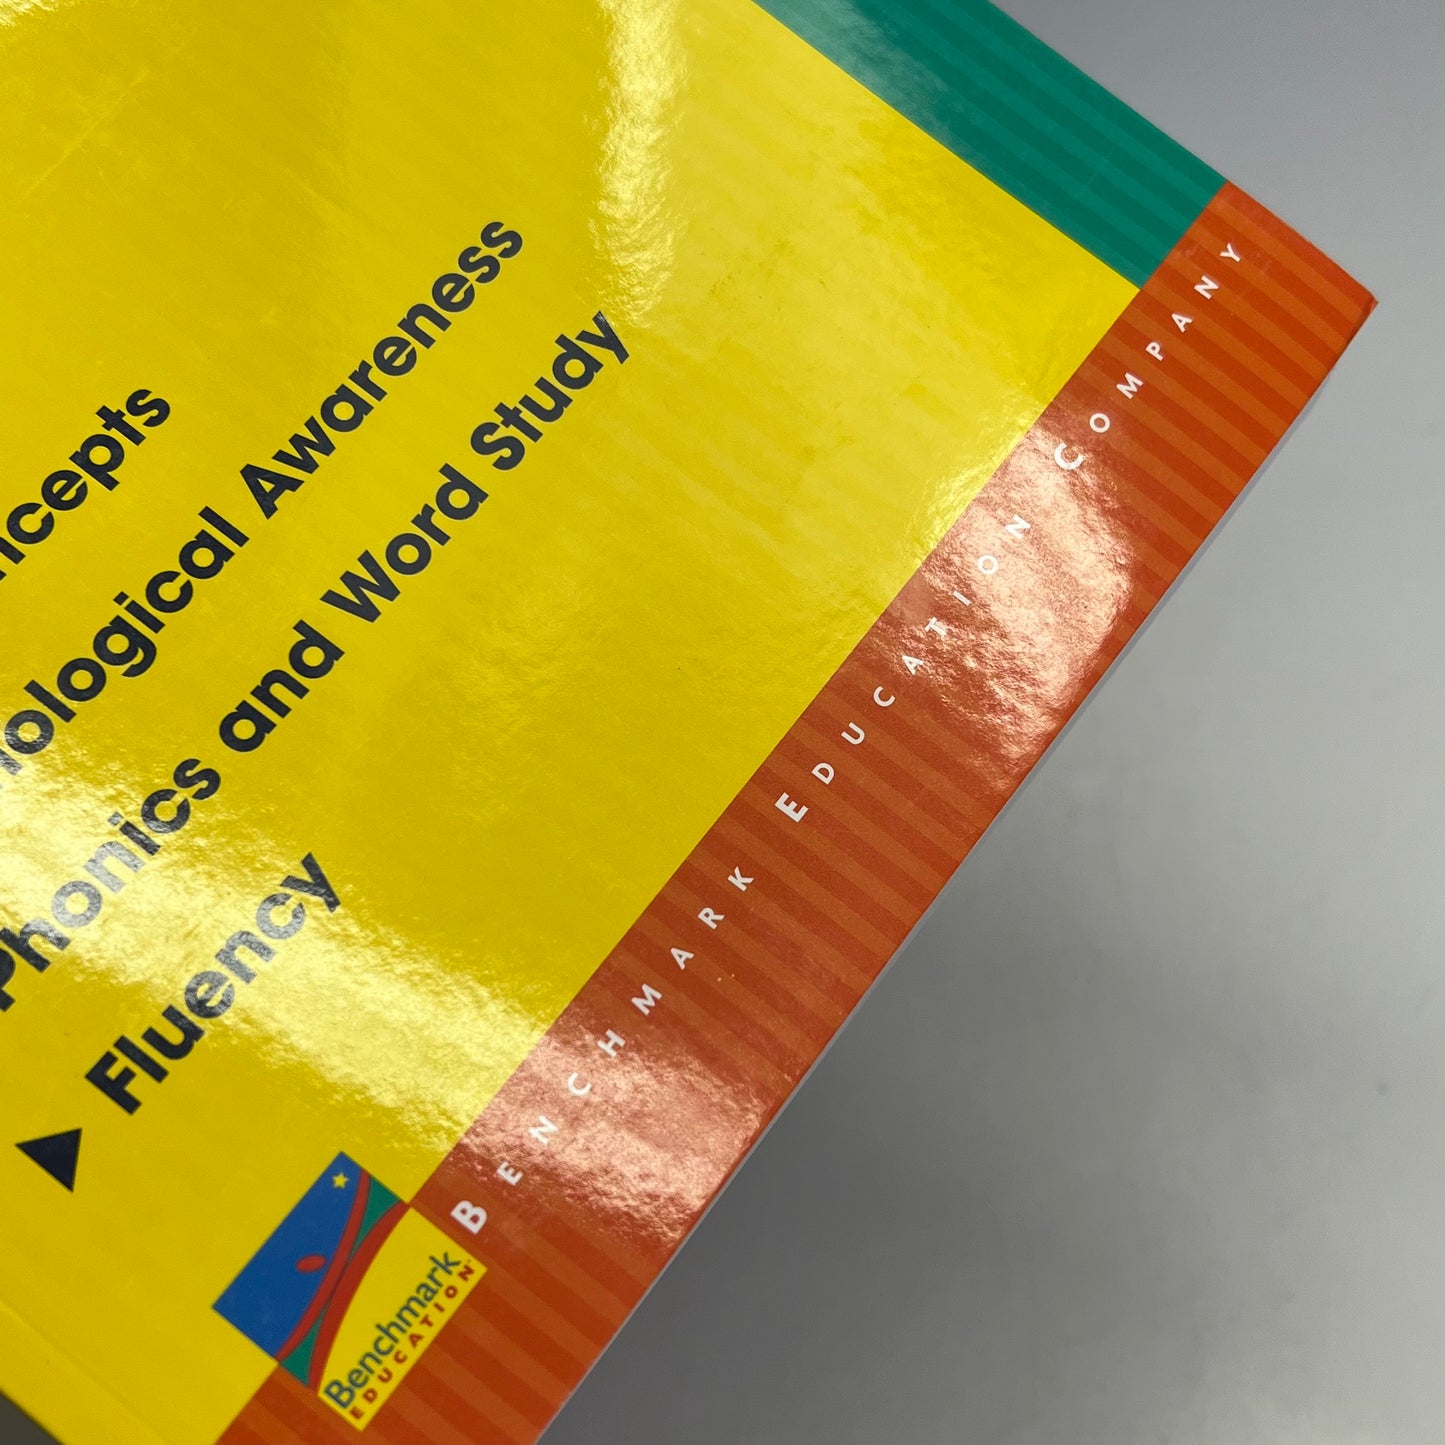 ncepts
nological Awareness
Phonics and Word Study
Fluency
Benchmark Education Company
Benchmark
EDUCATION